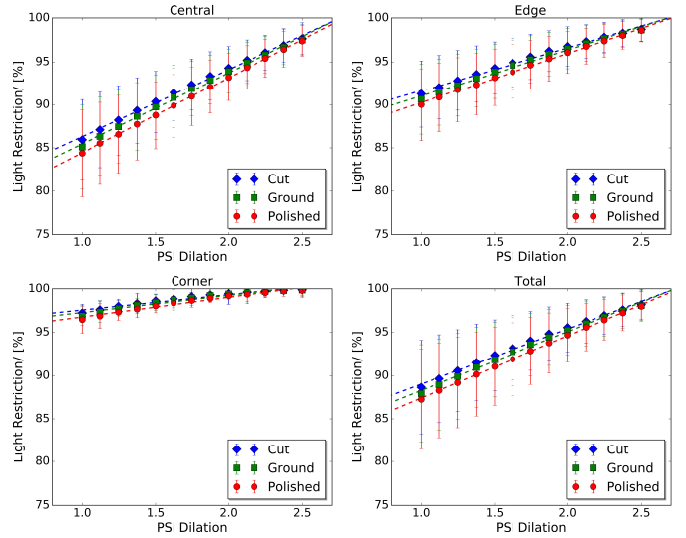 Central
100
95
90
85
80
75
Light Restriction/ [%]
1.0
1.5
2.0
2.5
PS Dilation
Cut
Ground
Polished
Edge
100
95
90
85
80
75
Light Restriction/ [%]
1.0
1.5
2.0
2.5
PS Dilation
Cut
Ground
Polished
Corner
100
95
90
85
80
75
Light Restriction/ [%]
1.0
1.5
2.0
2.5
PS Dilation
Cut
Ground
Polished
Total
100
95
90
85
80
75
Light Restriction/ [%]
1.0
1.5
2.0
2.5
PS Dilation
Cut
Ground
Polished